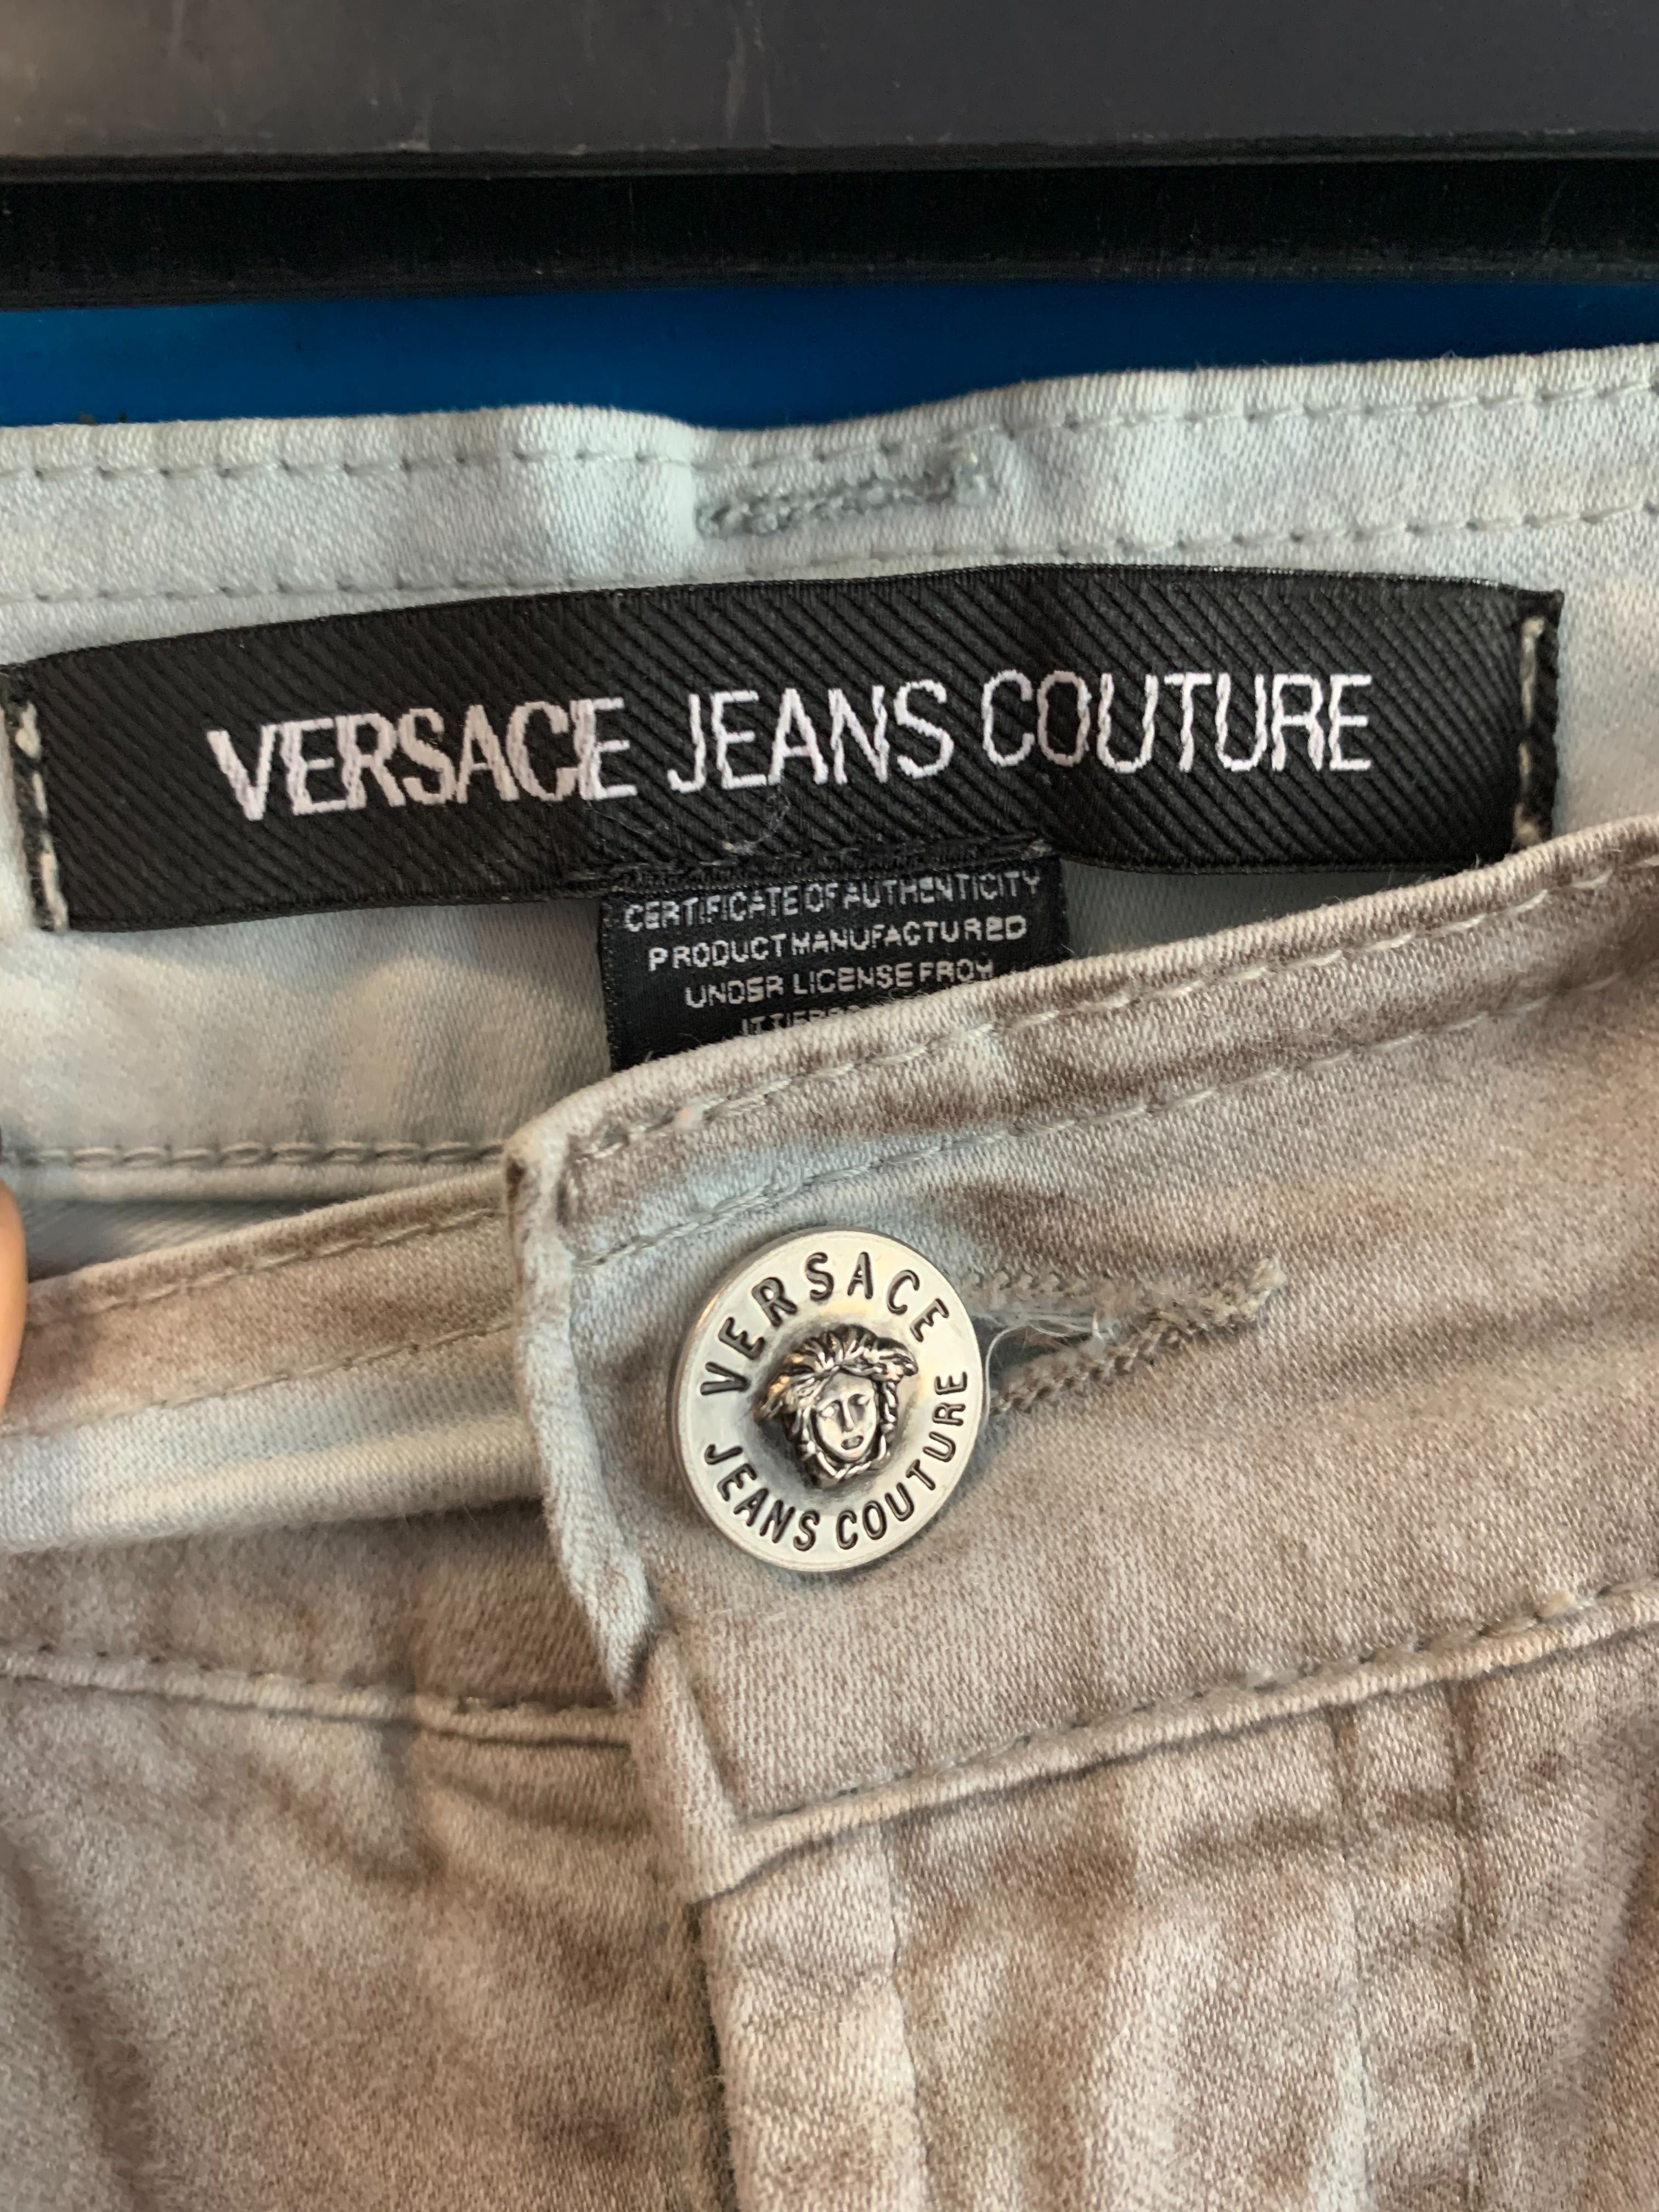 VERSACE JEANS COUTURE
CERTIFICATE OF AUTHENTICITY
PRODUCT MANUFACTURED
UNDER LICENSE FROM
VERSACE
JEANS COUTURE